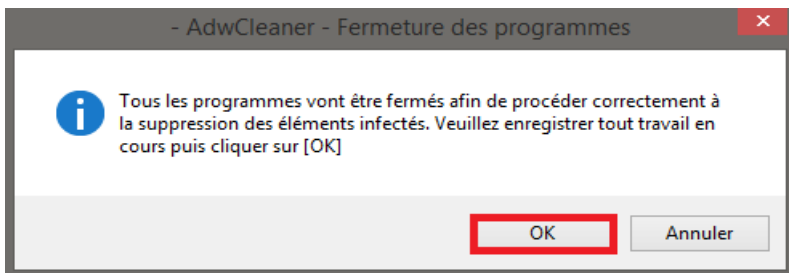 - AdwCleaner - Fermeture des programmes
Tous les programmes vont être fermés afin de procéder correctement à
la suppression des éléments infectés. Veuillez enregistrer tout travail en
cours puis cliquer sur [OK]
OK Annuler